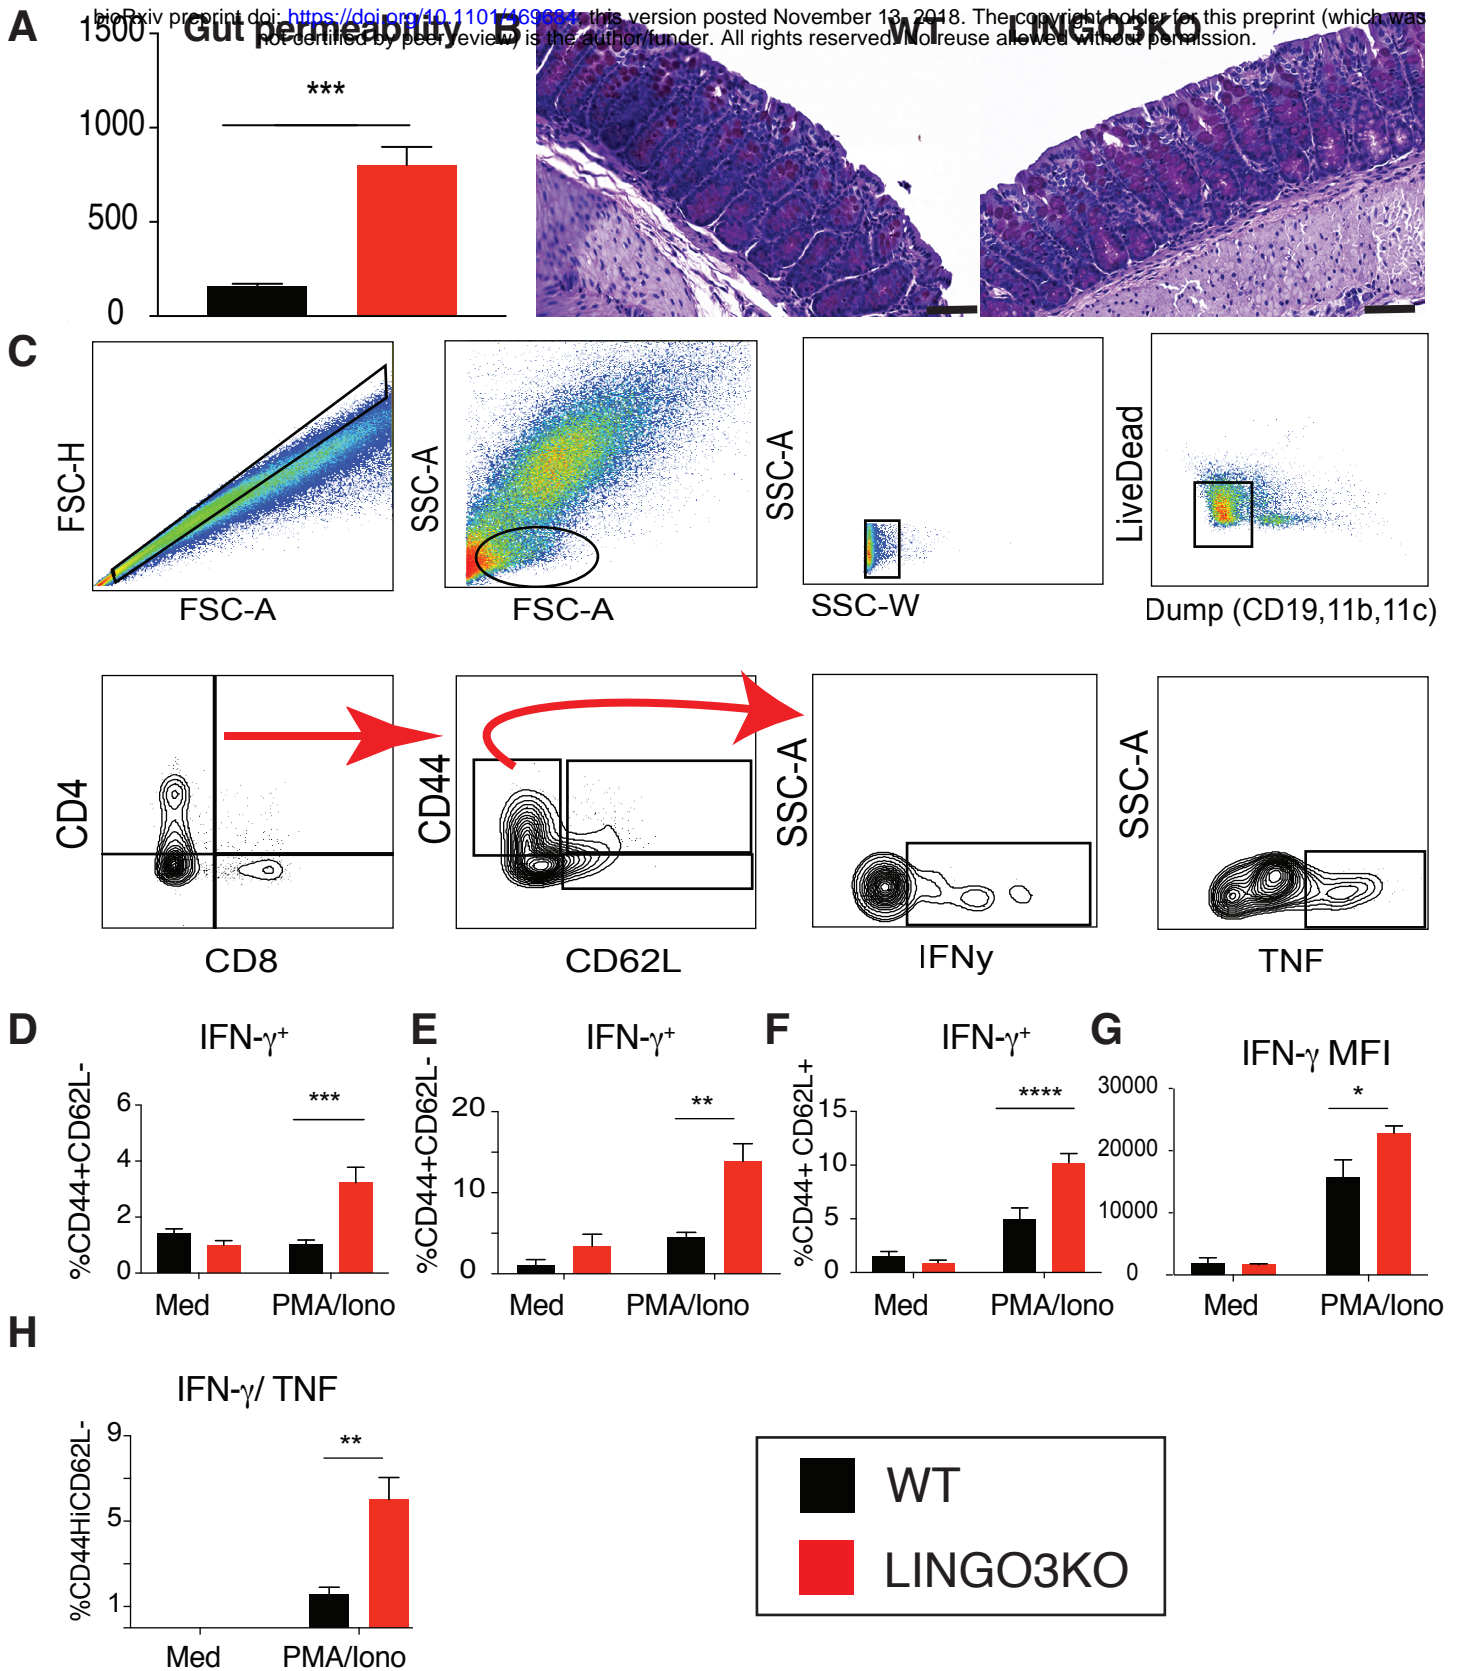 bioRxiv preprint doi: https://doi.org/10.1101/469684; this version posted November 13, 2018. The copyright holder for this preprint (which was
not certified by peer review) is the author/funder. All rights reserved. No reuse allowed without permission.
A
Gut permeability
1500
1000
500
0
***
B
WT
LINGO3KO
C
FSC-H
FSC-A
SSC-A
FSC-A
SSC-A
SSC-W
LiveDead
Dump (CD19,11b,11c)
CD4
CD8
CD44
CD62L
SSC-A
IFNy
SSC-A
TNF
D
IFN-γ+
%CD44+CD62L-
6
4
2
0
***
Med
PMA/Iono
E
IFN-γ+
%CD44+CD62L-
20
10
0
**
Med
PMA/Iono
F
IFN-γ+
%CD44+ CD62L+
15
10
5
0
****
Med
PMA/Iono
G
IFN-γ MFI
30000
20000
10000
0
*
Med
PMA/Iono
H
IFN-γ/ TNF
%CD44HiCD62L-
9
5
1
**
Med
PMA/Iono
WT
LINGO3KO